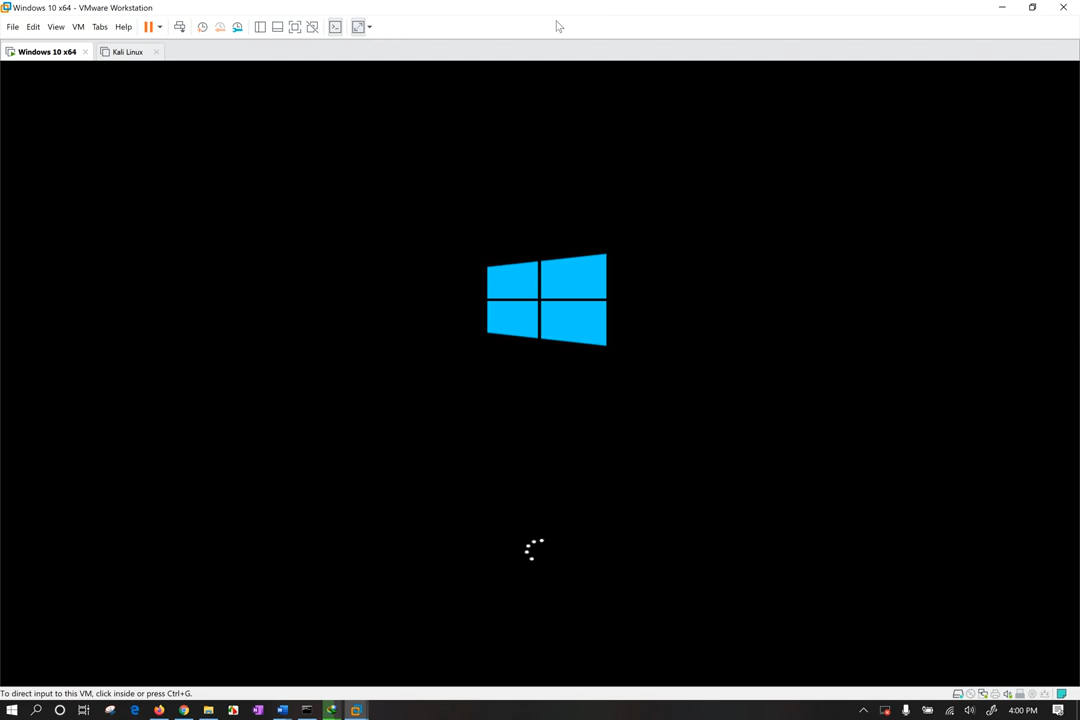 Windows 10 x64 - VMware Workstation
File Edit View VM Tabs Help
Windows 10 x64
Kali Linux
To direct input to this VM, click inside or press Ctrl+G.
4:00 PM